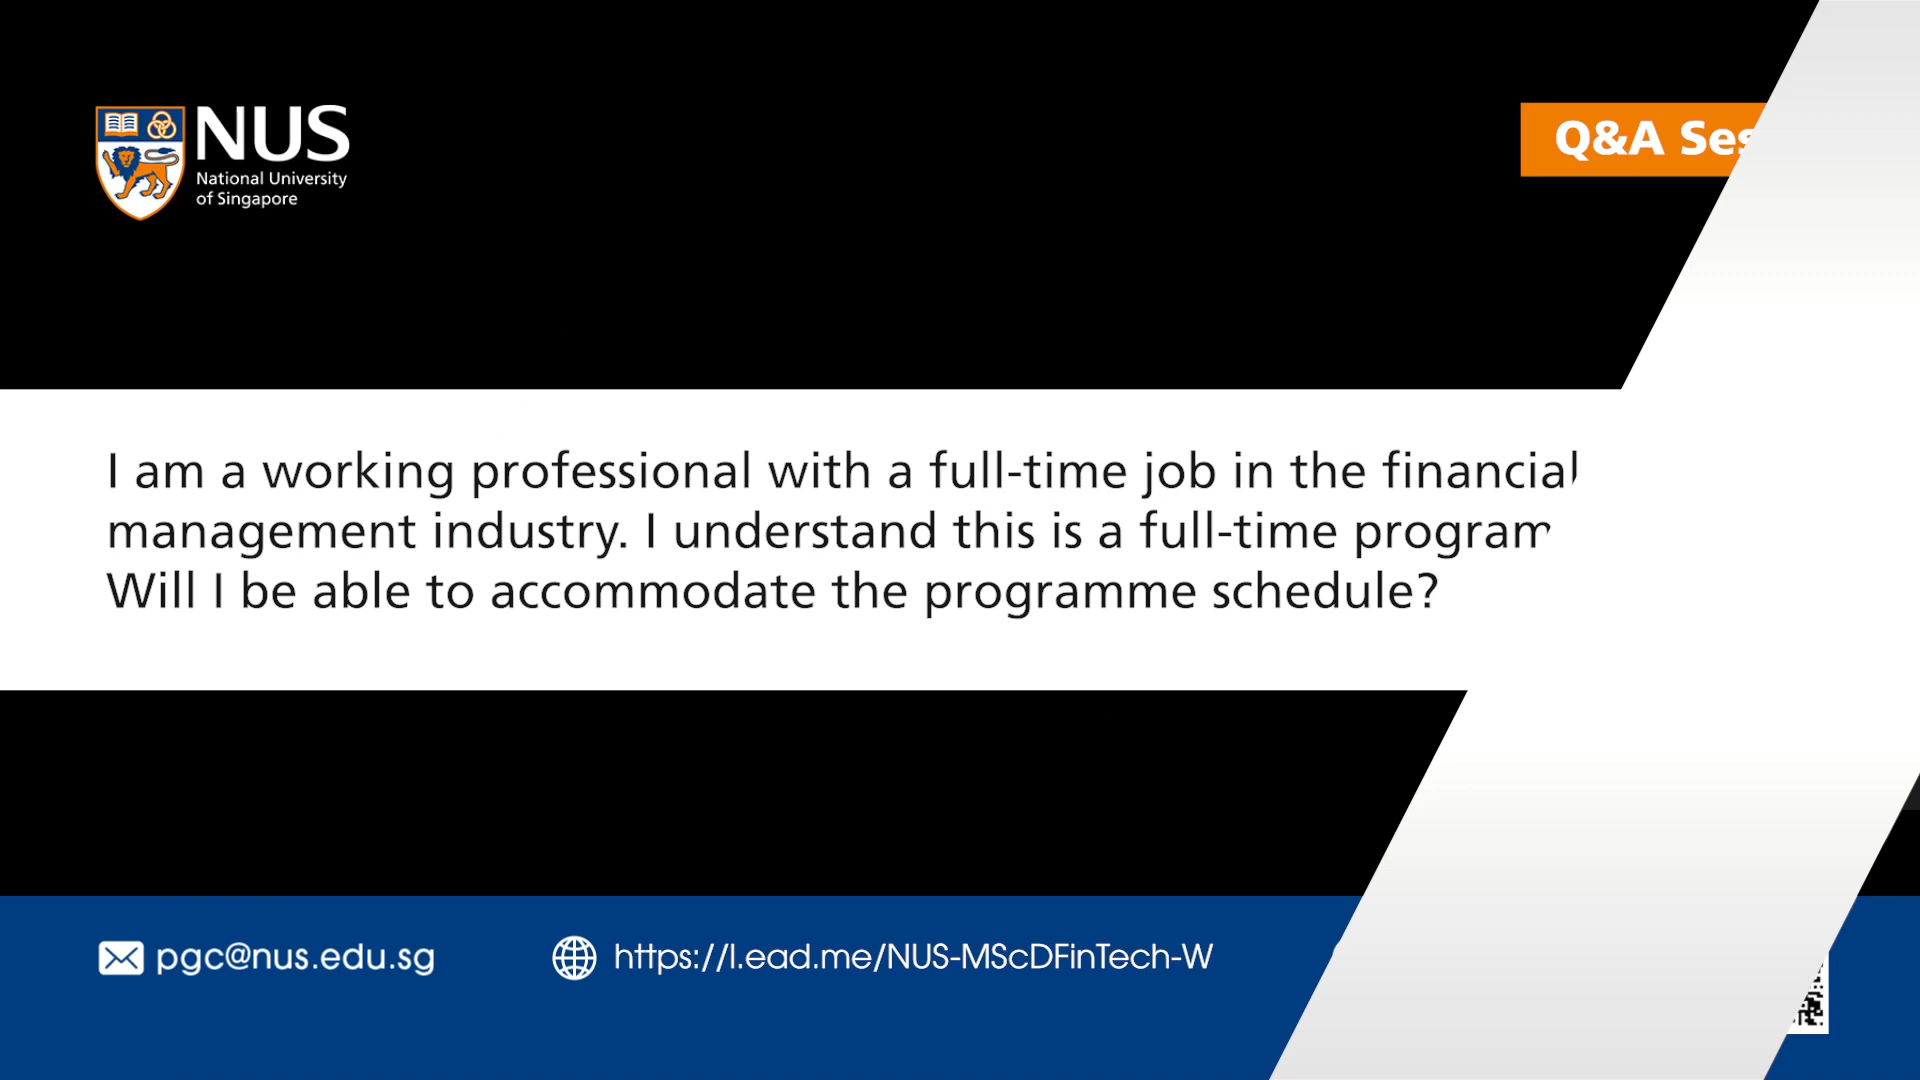 NUS
National University
of Singapore
Q&A
I am a working professional with a full-time job in the financial
management industry. I understand this is a full-time
Will I be able to accommodate the programme schedule?
pgc@nus.edu.sg
https://l.ead.me/NUS-MScDFinTech-W